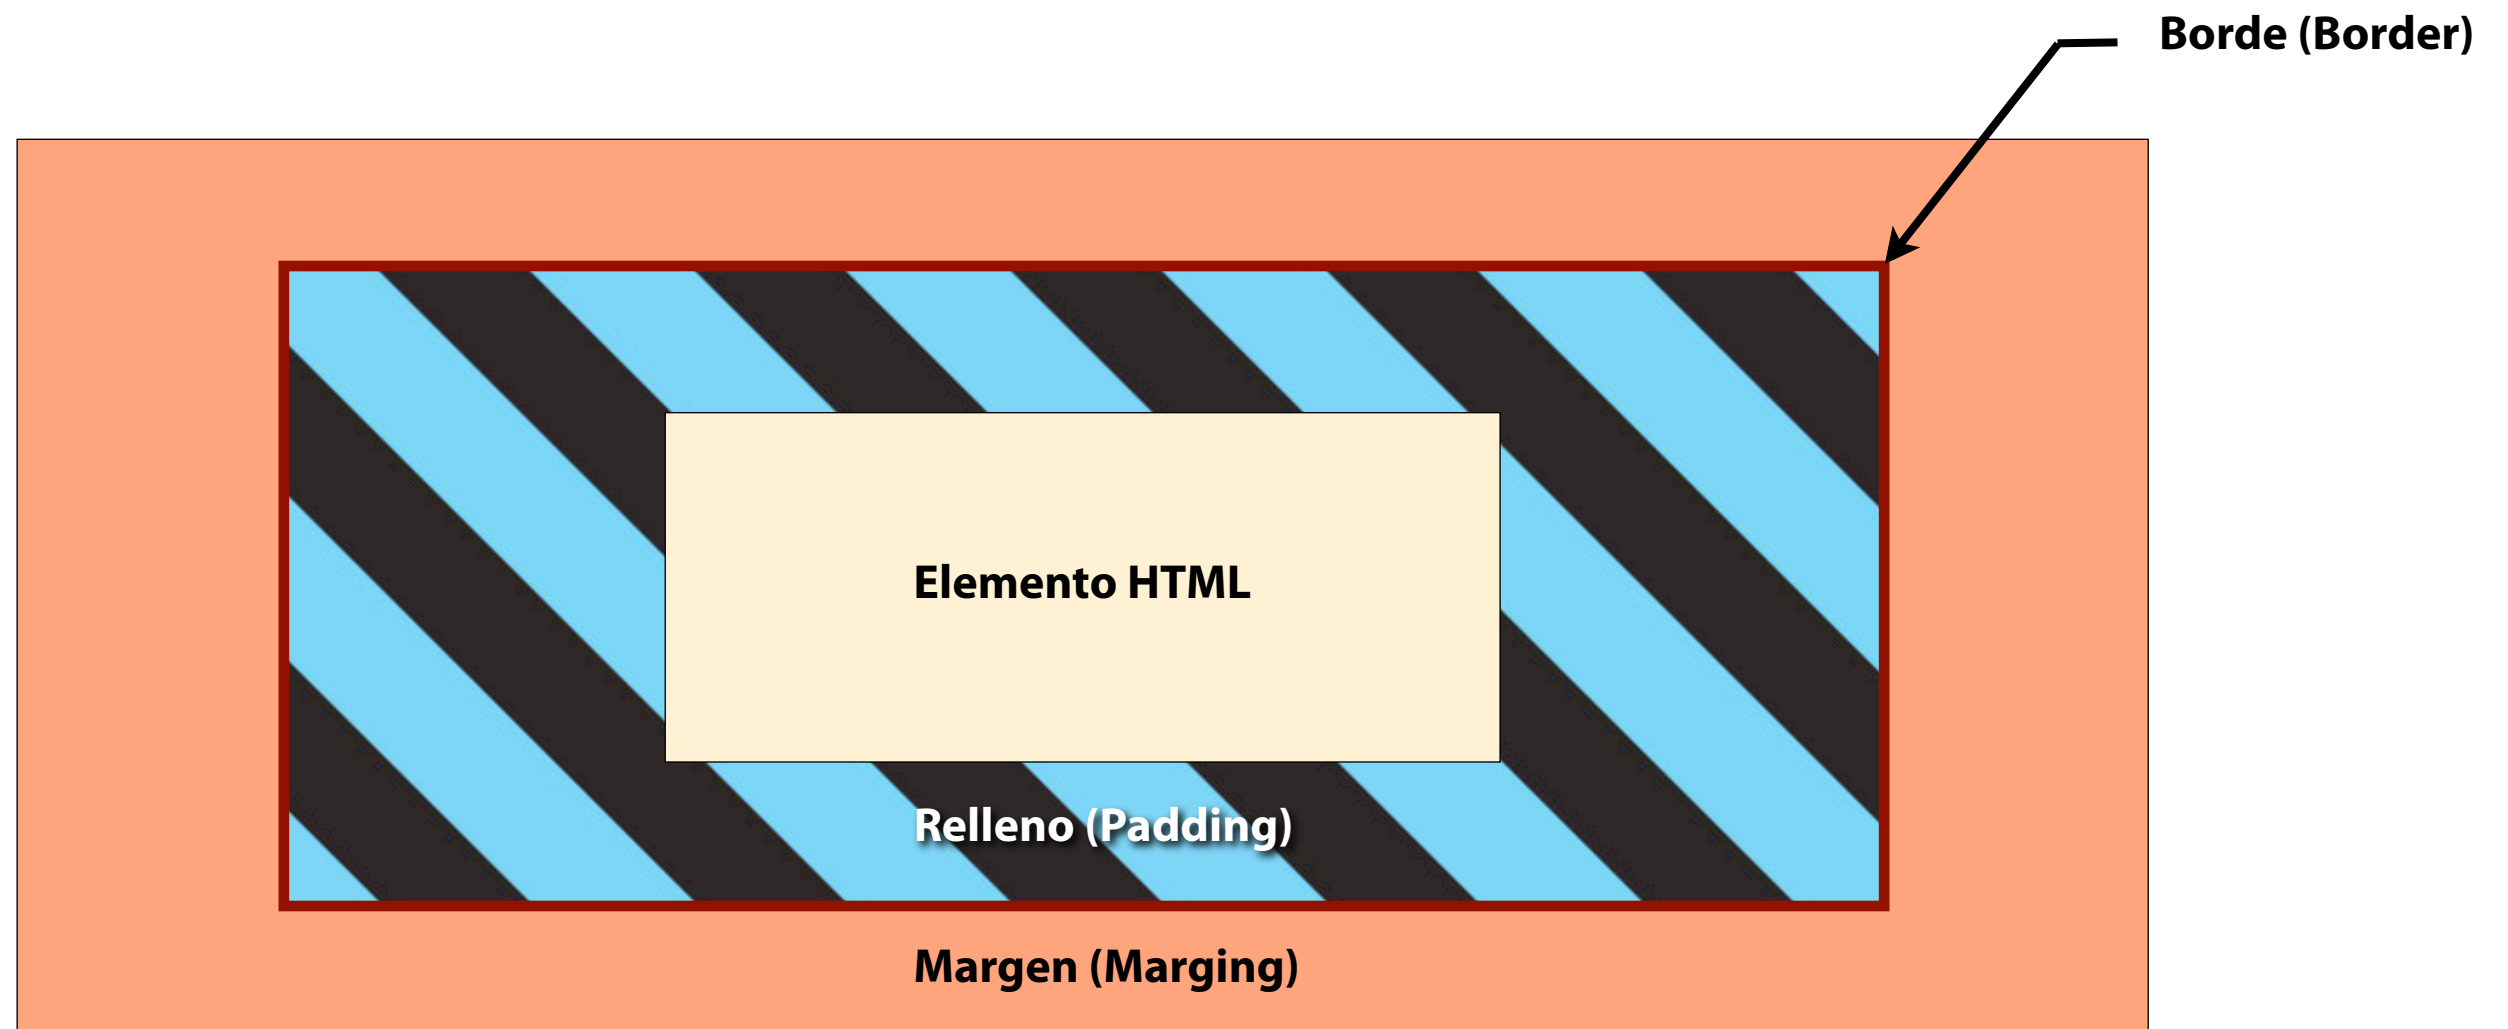 Borde (Border)
Elemento HTML
Relleno (Padding)
Margen (Marging)